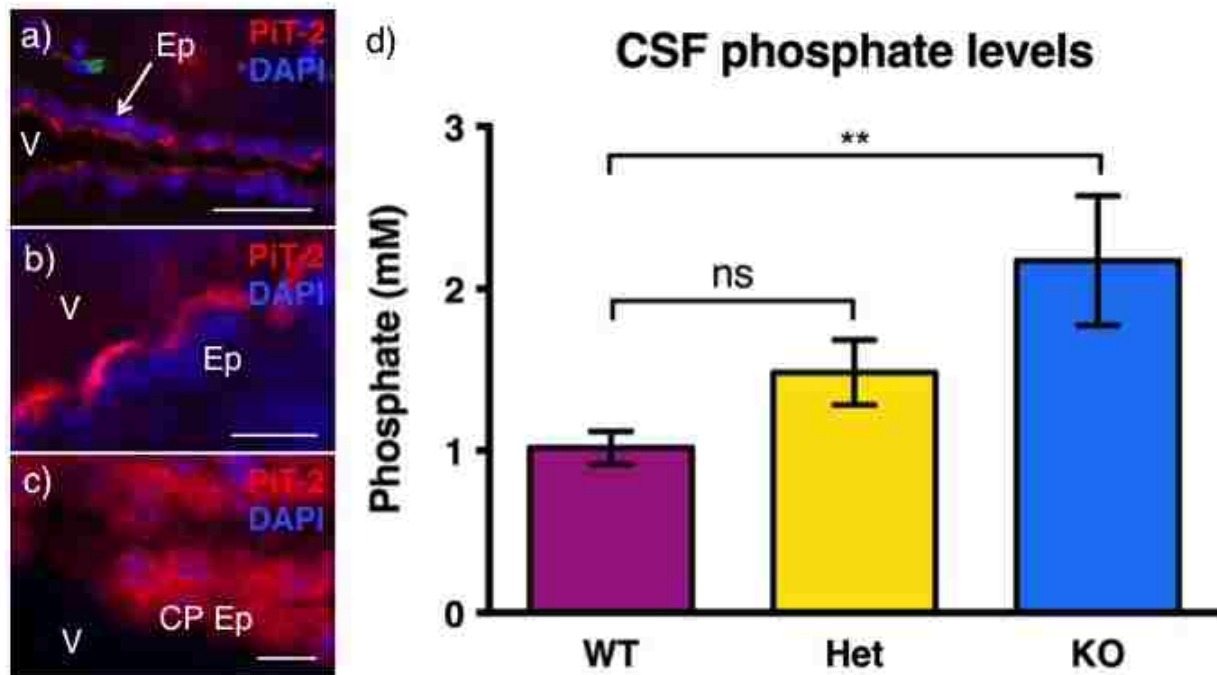 a)
PiT-2
DAPI
Ep
V
b)
PiT-2
DAPI
V
Ep
c)
PiT-2
DAPI
CP Ep
V
d)
CSF phosphate levels
Phosphate (mM)
3
2
1
0
**
ns
WT Het KO